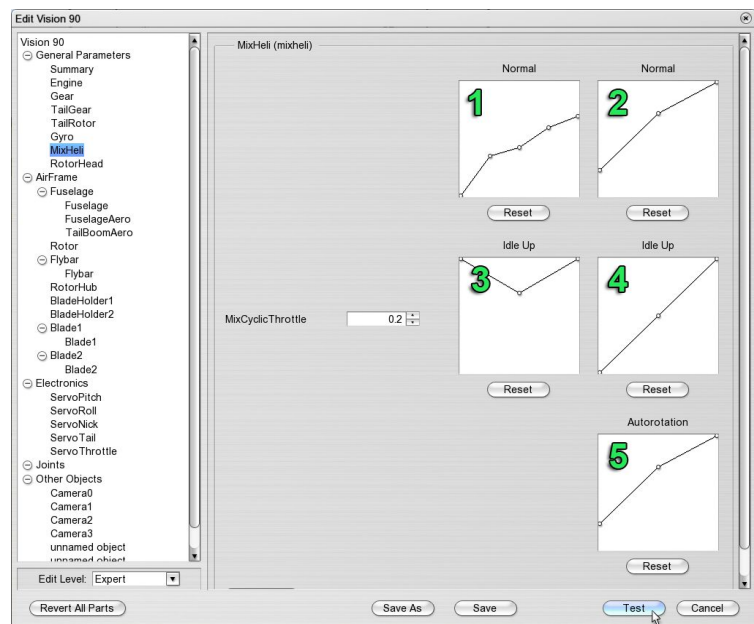 Edit Vision 90
Vision 90
General Parameters
Summary
Engine
Gear
TailGear
TailRotor
Gyro
MixHeli
RotorHead
AirFrame
Fuselage
Fuselage
FuselageAero
TailBoomAero
Rotor
Flybar
Flybar
RotorHub
BladeHolder1
BladeHolder2
Blade1
Blade1
Blade2
Blade2
Electronics
ServoPitch
ServoRoll
ServoNick
ServoTail
ServoThrottle
Joints
Other Objects
Camera0
Camera1
Camera2
Camera3
unnamed object
unnamed object
Edit Level: Expert
MixHeli (mixheli)
Normal Normal
1 2
Reset Reset
Idle Up Idle Up
3 4
MixCyclicThrottle 0.2
Reset Reset
Autorotation
5
Reset
Revert All Parts Save As Save Test Cancel